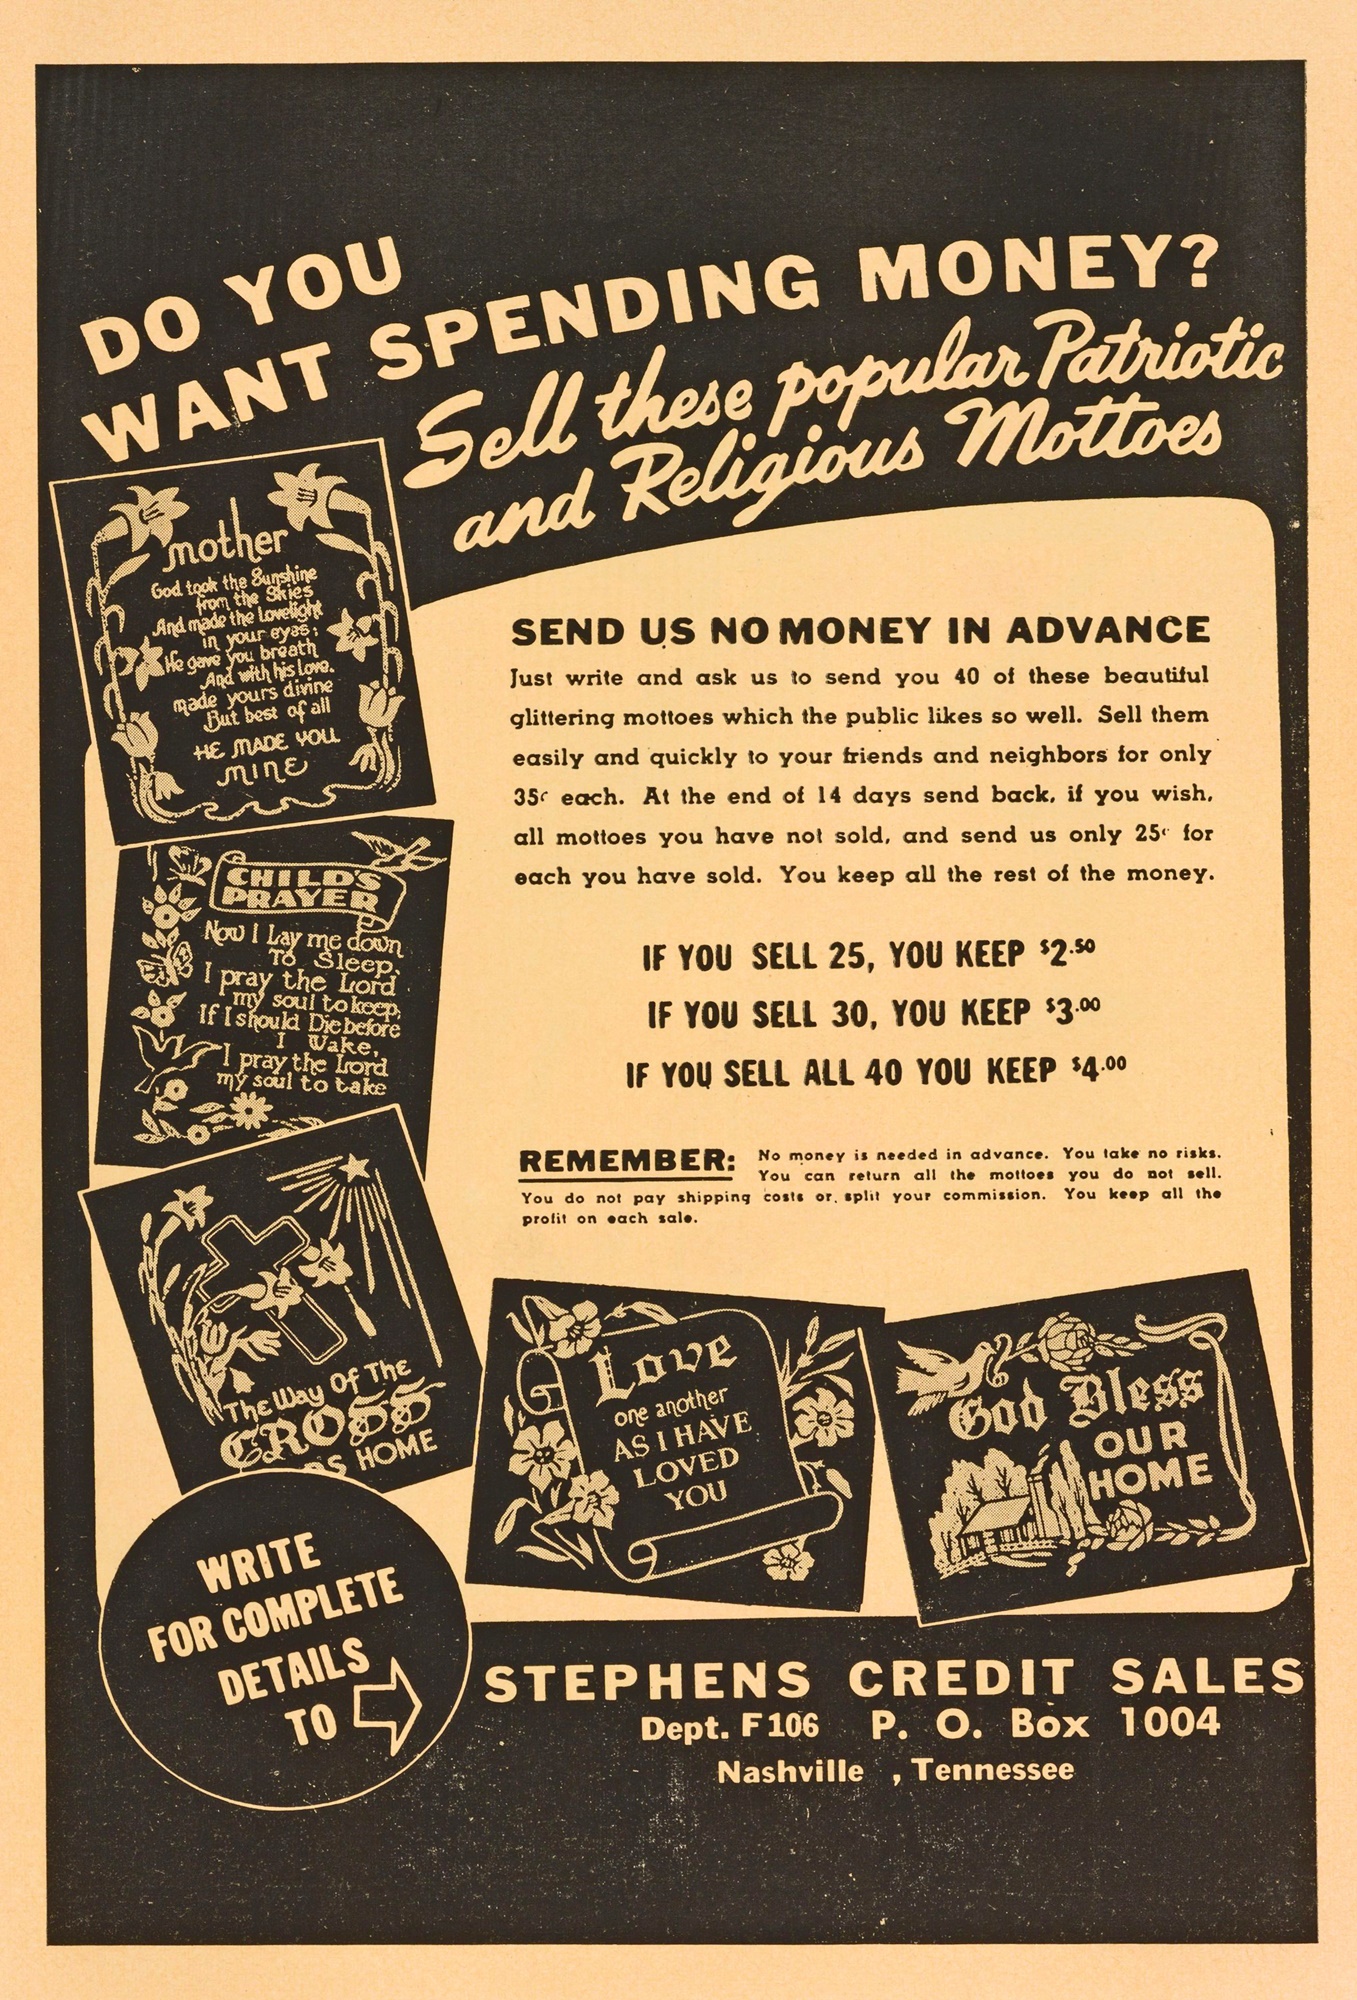 DO YOU
WANT SPENDING MONEY?
Sell these popular Patriotic
and Religious Mottoes
mother
God took the Sunshine
from the Skies
And made the Lovelight
in your eyes;
He gave you breath
And with his love.
made yours divine
But best of all
HE MADE YOU
MINE
CHILD'S
PRAYER
Now I Lay me down
To Sleep,
I pray the Lord
my soul to keep,
If I should Die before
I Wake,
I pray the Lord
my soul to take
The Way Of The
CROSS
HOME
SEND US NO MONEY IN ADVANCE
Just write and ask us to send you 40 of these beautiful
glittering mottoes which the public likes so well. Sell them
easily and quickly to your friends and neighbors for only
35c each. At the end of 14 days send back, if you wish,
all mottoes you have not sold, and send us only 25c for
each you have sold. You keep all the rest of the money.
IF YOU SELL 25, YOU KEEP $2.50
IF YOU SELL 30, YOU KEEP $3.00
IF YOU SELL ALL 40 YOU KEEP $4.00
REMEMBER: No money is needed in advance. You take no risks.
You can return all the mottoes you do not sell.
You do not pay shipping costs or split your commission. You keep all the
profit on each sale.
Love
one another
AS I HAVE
LOVED
YOU
God Bless
OUR
HOME
WRITE
FOR COMPLETE
DETAILS
TO
STEPHENS CREDIT SALES
Dept. F106 P. O. Box 1004
Nashville , Tennessee